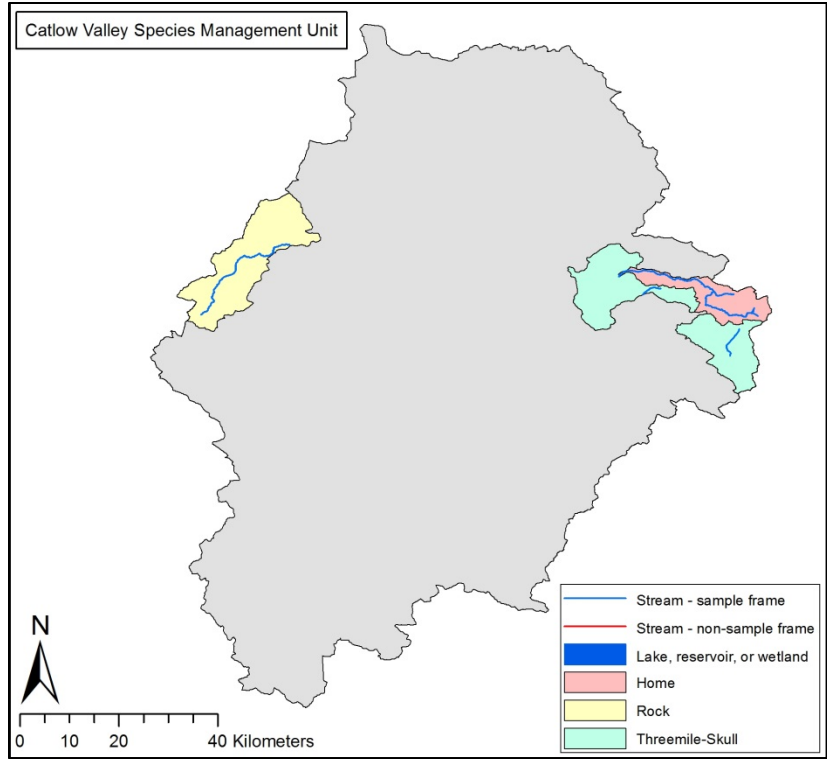 Catlow Valley Species Management Unit
Stream - sample frame
Stream - non-sample frame
Lake, reservoir, or wetland
Home
Rock
Threemile-Skull
N
0 10 20 40 Kilometers